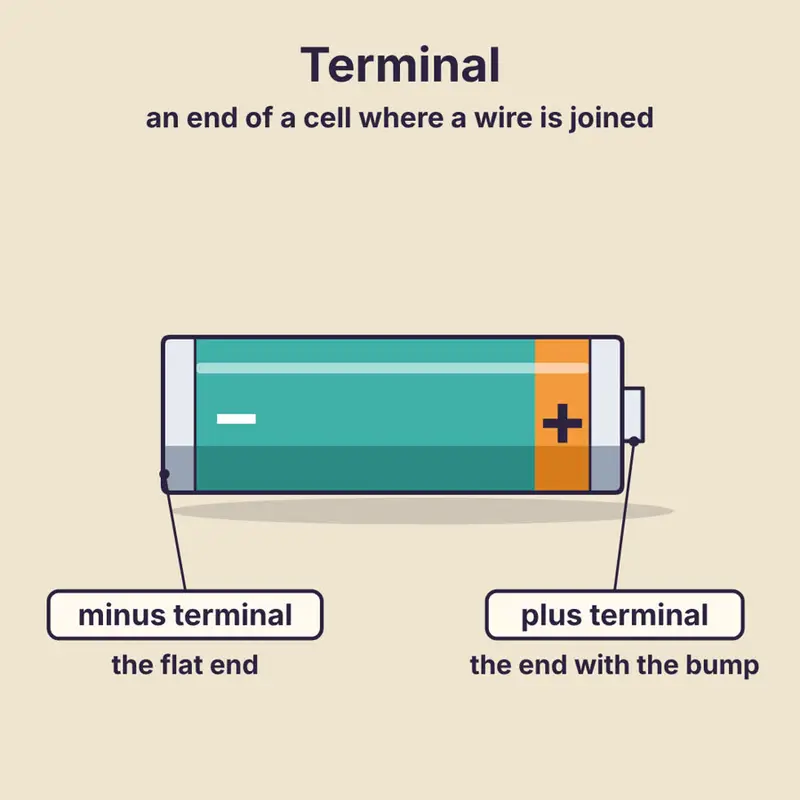 Terminal
an end of a cell where a wire is joined
− +
minus terminal
plus terminal
the flat end
the end with the bump